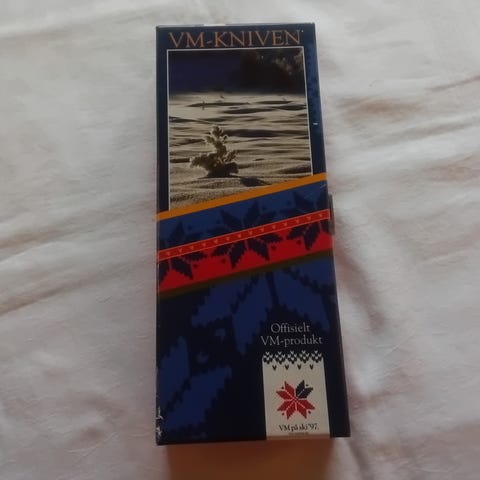 VM-KNIVEN
Offisielt
VM-produkt
VM på ski '97.